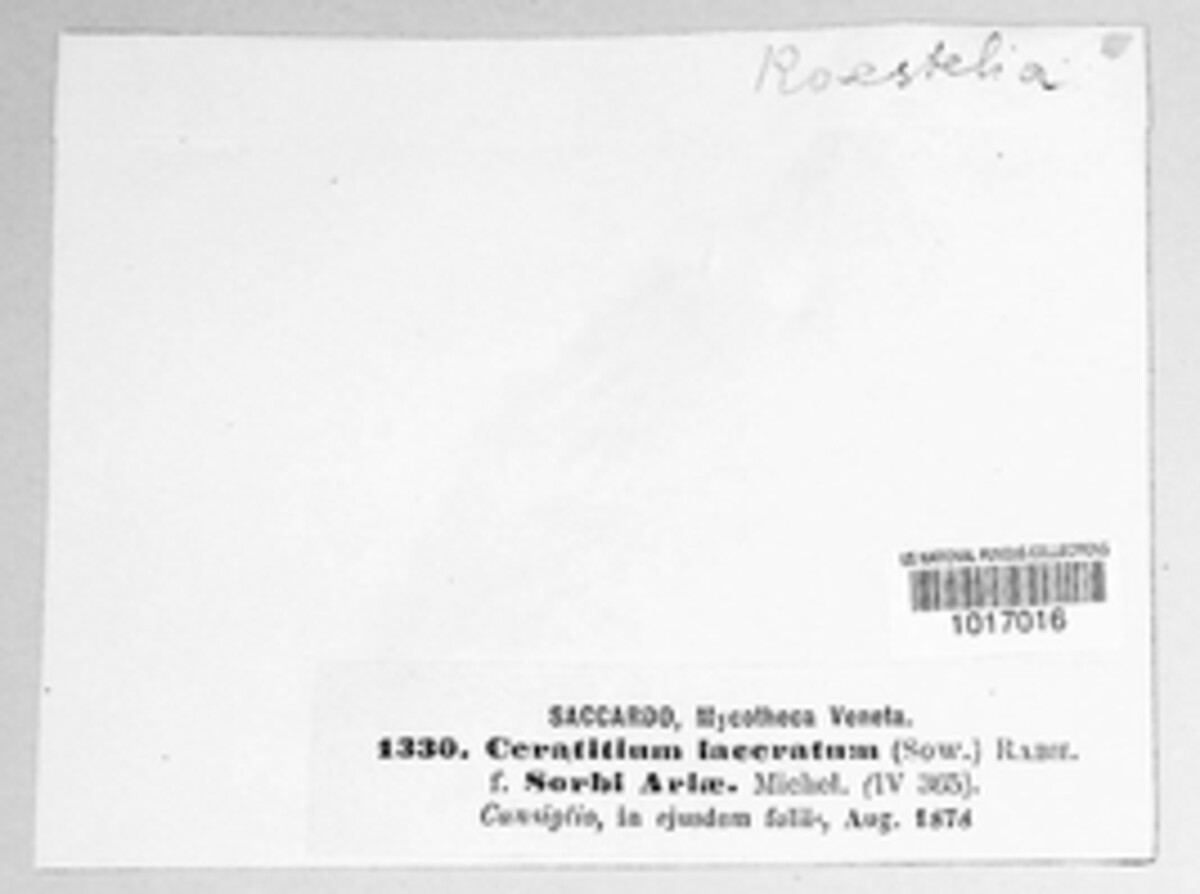 Roestelia
US NATIONAL FUNGUS COLLECTIONS
1017016
SACCARDO, Mycotheca Veneta.
1330. Ceratitium laceratum (Sow.) RABH.
f. Sorbi Ariæ. Michel. (IV 365).
Cansiglio, in ejusdem foliis, Aug.